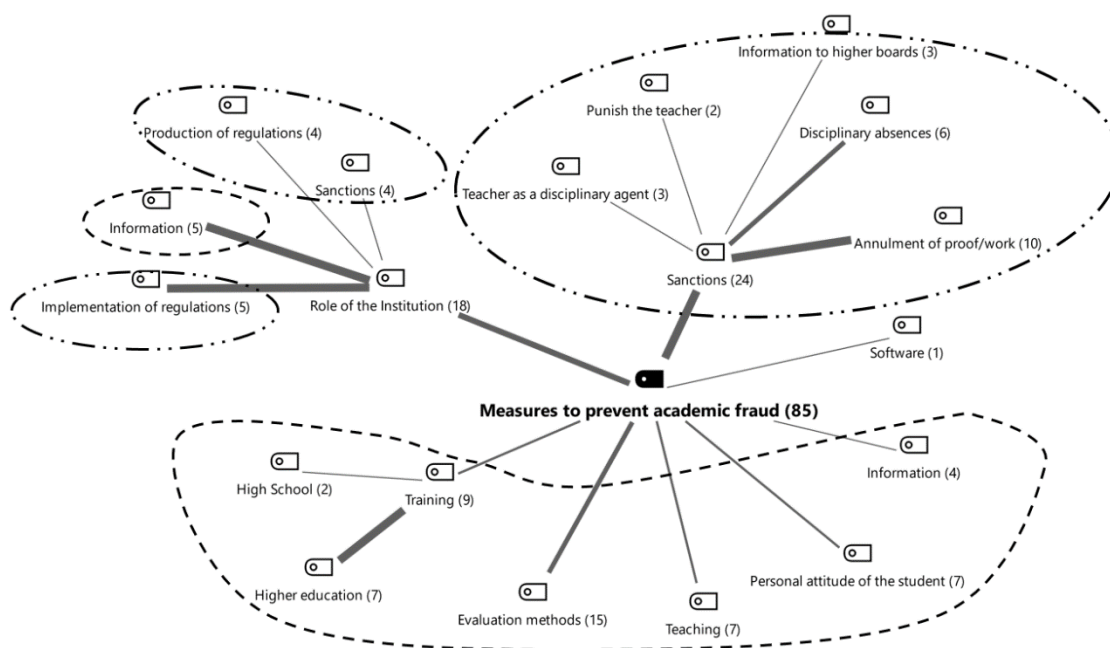 Information to higher boards (3)
Punish the teacher (2)
Production of regulations (4)
Disciplinary absences (6)
Sanctions (4)
Teacher as a disciplinary agent (3)
Information (5)
Annulment of proof/work (10)
Sanctions (24)
Implementation of regulations (5)
Role of the Institution (18)
Software (1)
Measures to prevent academic fraud (85)
Information (4)
High School (2)
Training (9)
Personal attitude of the student (7)
Higher education (7)
Evaluation methods (15)
Teaching (7)